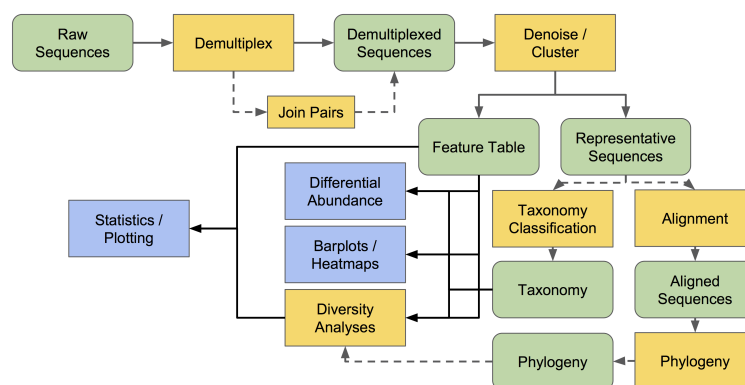 Raw
Sequences
Demultiplex
Demultiplexed
Sequences
Denoise /
Cluster
Join Pairs
Feature Table
Representative
Sequences
Differential
Abundance
Statistics /
Plotting
Taxonomy
Classification
Alignment
Barplots /
Heatmaps
Taxonomy
Aligned
Sequences
Diversity
Analyses
Phylogeny
Phylogeny